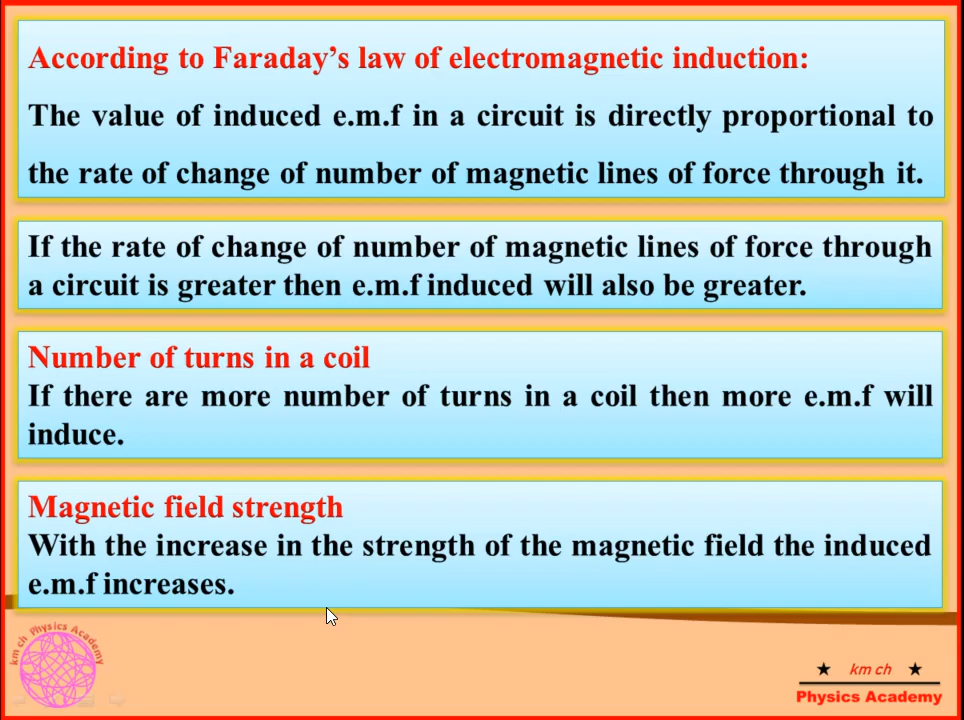 According to Faraday’s law of electromagnetic induction:
The value of induced e.m.f in a circuit is directly proportional to
the rate of change of number of magnetic lines of force through it.
If the rate of change of number of magnetic lines of force through
a circuit is greater then e.m.f induced will also be greater.
Number of turns in a coil
If there are more number of turns in a coil then more e.m.f will
induce.
Magnetic field strength
With the increase in the strength of the magnetic field the induced
e.m.f increases.
km ch Physics Academy
★ km ch ★
Physics Academy